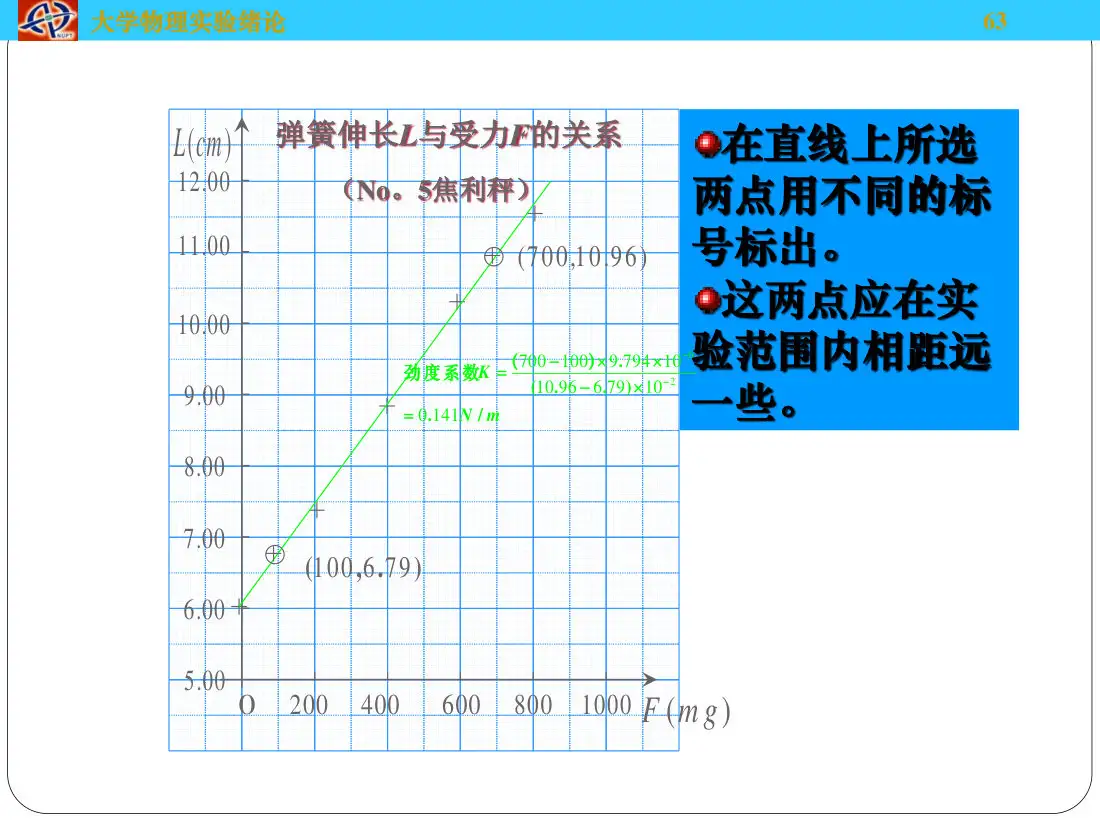 大学物理实验绪论
63
NUPT
弹簧伸长L与受力F的关系
(No。5焦利秤)
L(cm)
12.00
11.00
10.00
9.00
8.00
7.00
6.00
5.00
(700,10.96)
劲度系数K = (700-100)×9.794×10 / (10.96-6.79)×10⁻²
= 0.141N / m
(100,6.79)
O 200 400 600 800 1000 F(mg)
在直线上所选
两点用不同的标
号标出。
这两点应在实
验范围内相距远
一些。